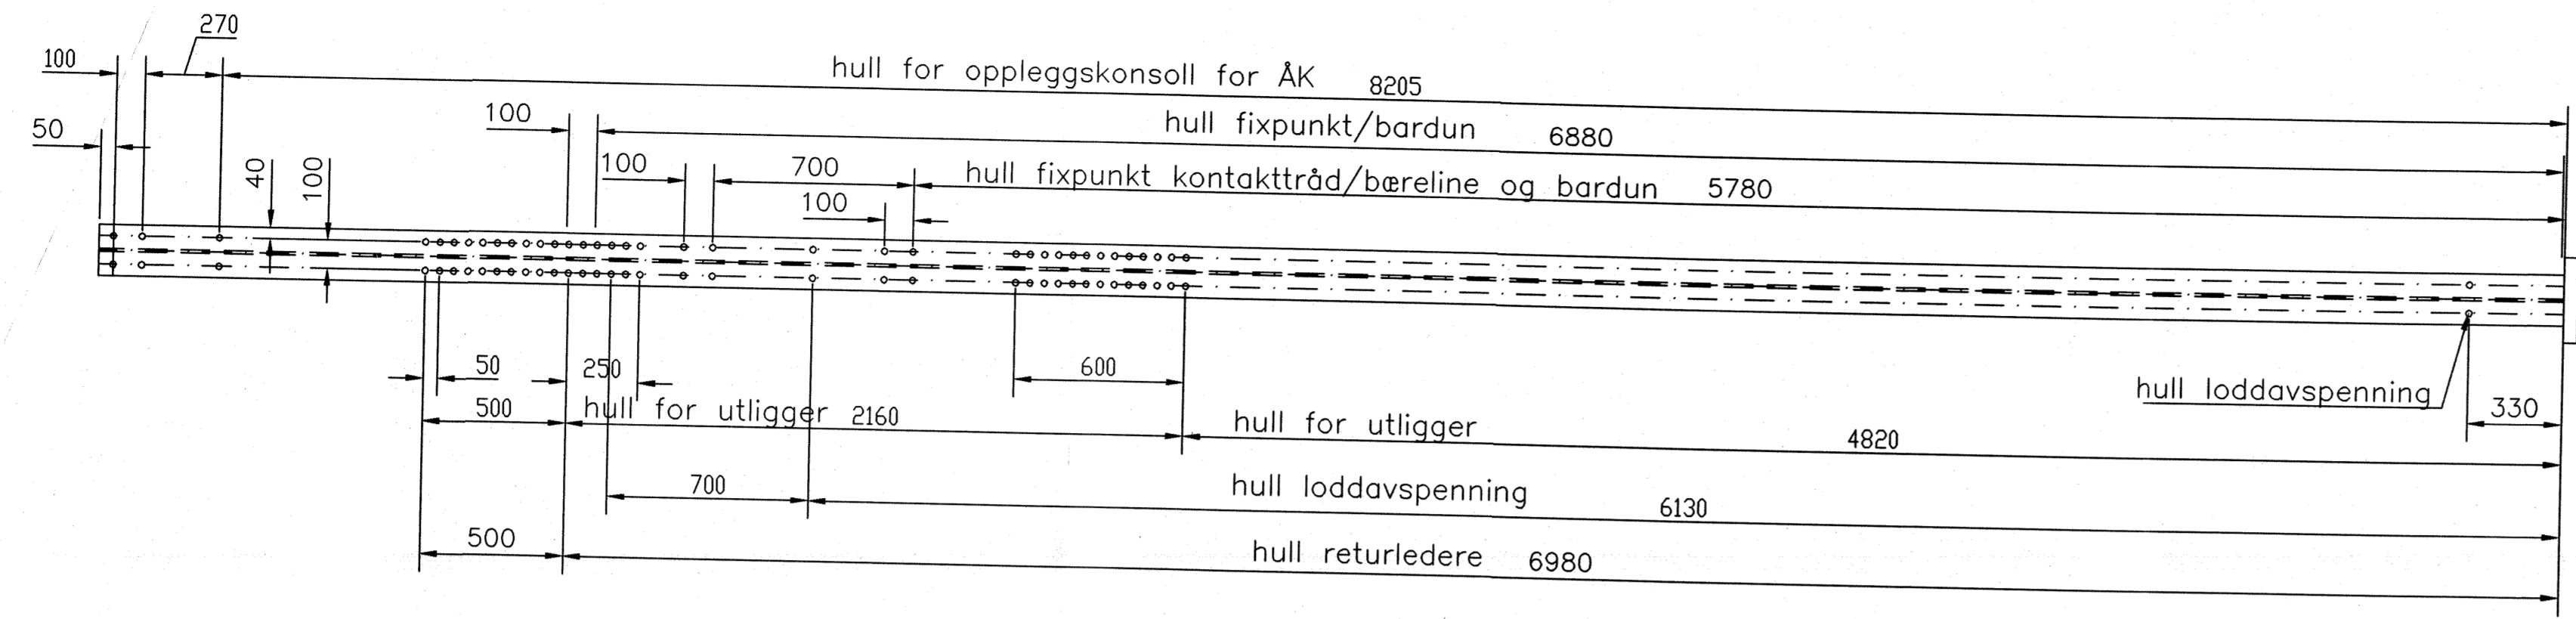 270
100
hull for oppleggskonsoll for ÅK 8205
100
hull fixpunkt/bardun 6880
50
40
100
100
700
hull fixpunkt kontakttråd/bæreline og bardun 5780
100
50
250
600
hull loddavspenning
330
500
hull for utligger 2160
hull for utligger 4820
700
hull loddavspenning 6130
500
hull returledere 6980